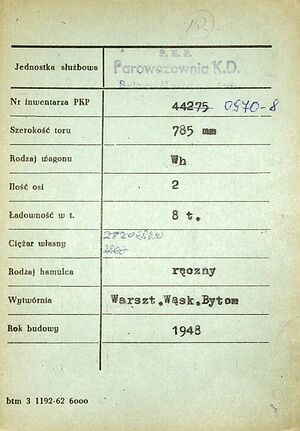 142
P. K. P.
Jednostka służbowa Parowozownia K.D.
Nr inwentarza PKP 44275 0970-8
Szerokość toru 785 mm
Rodzaj wagonu Wh
Ilość osi 2
Ładowność w t. 8 t.
Ciężar własny
Rodzaj hamulca ręczny
Wytwórnia Warszt.Wąsk.Bytom
Rok budowy 1948
btm 3 1192-62 6000